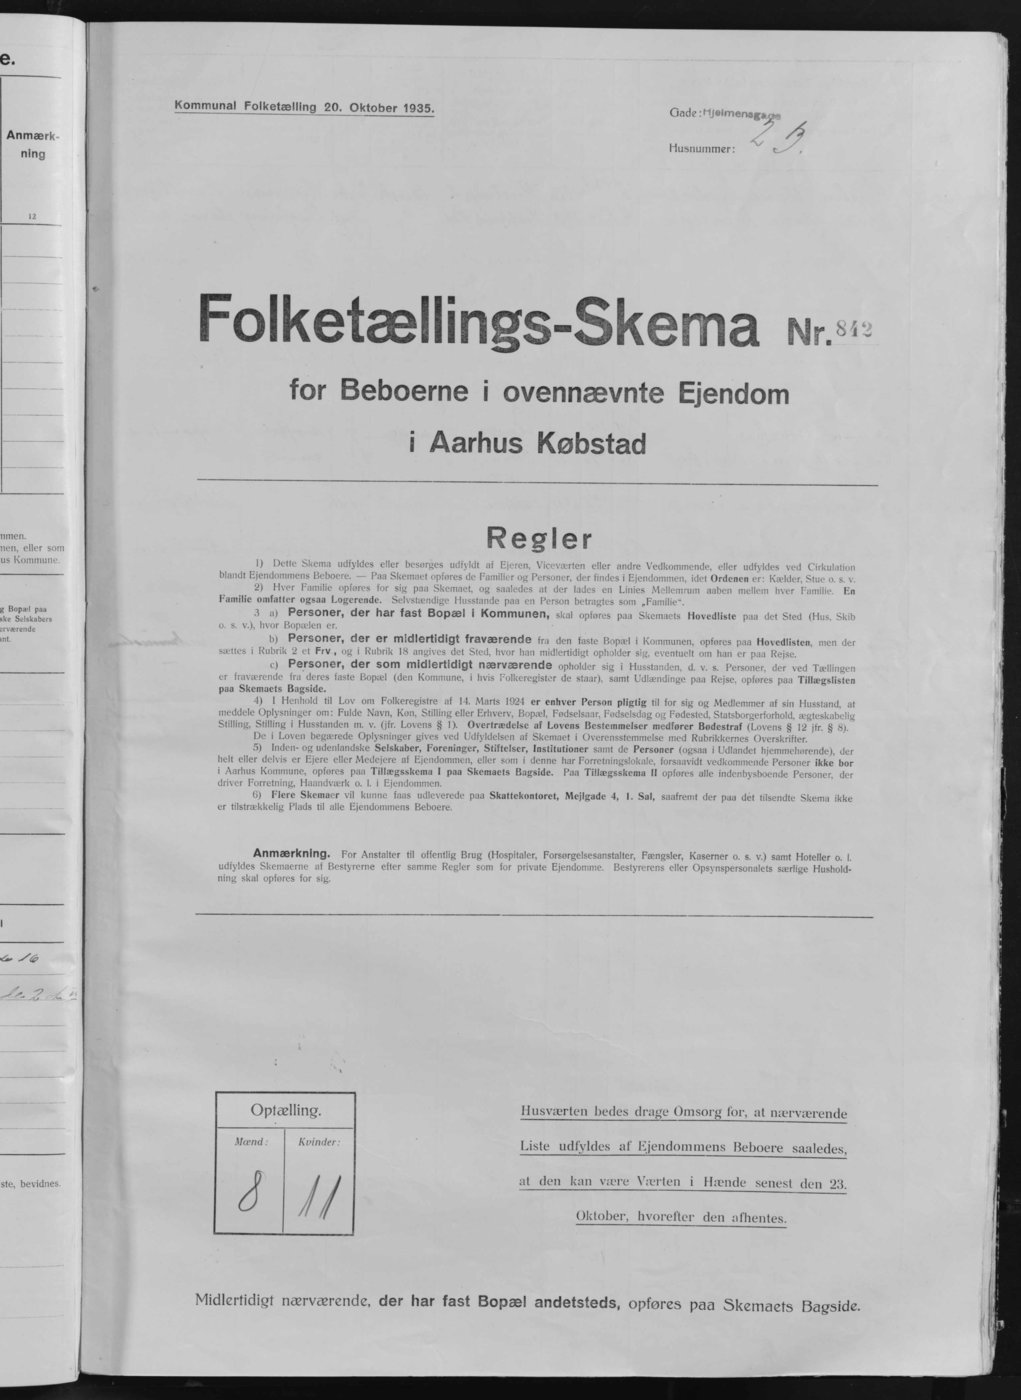 e.
Anmærk-
ning
12
mmen.
men, eller som
us Kommune.
g Bopæl paa
ske Selskabers
ærværende
ant.
ste, bevidnes.
Kommunal Folketælling 20. Oktober 1935.
Gade: Hjelmensgade
Husnummer: 2 B.
Folketællings-Skema Nr. 842
for Beboerne i ovennævnte Ejendom
i Aarhus Købstad
Regler
1) Dette Skema udfyldes eller besørges udfyldt af Ejeren, Viceværten eller andre Vedkommende, eller udfyldes ved Cirkulation
blandt Ejendommens Beboere. — Paa Skemaet opføres de Familier og Personer, der findes i Ejendommen, idet Ordenen er: Kælder, Stue o. s. v.
2) Hver Familie opføres for sig paa Skemaet, og saaledes at der lades en Linies Mellemrum aaben mellem hver Familie. En
Familie omfatter ogsaa Logerende. Selvstændige Husstande paa en Person betragtes som „Familie“.
3 a) Personer, der har fast Bopæl i Kommunen, skal opføres paa Skemaets Hovedliste paa det Sted (Hus, Skib
o. s. v.), hvor Bopælen er.
b) Personer, der er midlertidigt fraværende fra den faste Bopæl i Kommunen, opføres paa Hovedlisten, men der
sættes i Rubrik 2 et Frv., og i Rubrik 18 angives det Sted, hvor han midlertidigt opholder sig, eventuelt om han er paa Rejse.
c) Personer, der som midlertidigt nærværende opholder sig i Husstanden, d. v. s. Personer, der ved Tællingen
er fraværende fra deres faste Bopæl (den Kommune, i hvis Folkeregister de staar), samt Udlændinge paa Rejse, opføres paa Tillægslisten
paa Skemaets Bagside.
4) I Henhold til Lov om Folkeregistre af 14. Marts 1924 er enhver Person pligtig til for sig og Medlemmer af sin Husstand, at
meddele Oplysninger om: Fulde Navn, Køn, Stilling eller Erhverv, Bopæl, Fødselsaar, Fødselsdag og Fødested, Statsborgerforhold, ægteskabelig
Stilling, Stilling i Husstanden m. v. (jfr. Lovens § 1). Overtrædelse af Lovens Bestemmelser medfører Bødestraf (Lovens § 12 jfr. § 8).
De i Loven begærede Oplysninger gives ved Udfyldelsen af Skemaet i Overensstemmelse med Rubrikkernes Overskrifter.
5) Inden- og udenlandske Selskaber, Foreninger, Stiftelser, Institutioner samt de Personer (ogsaa i Udlandet hjemmehørende), der
helt eller delvis er Ejere eller Medejere af Ejendommen, eller som i denne har Forretningslokale, forsaavidt vedkommende Personer ikke bor
i Aarhus Kommune, opføres paa Tillægsskema I paa Skemaets Bagside. Paa Tillægsskema II opføres alle indenbysboende Personer, der
driver Forretning, Haandværk o. l. i Ejendommen.
6) Flere Skemaer vil kunne faas udleverede paa Skattekontoret, Mejlgade 4, 1. Sal, saafremt der paa det tilsendte Skema ikke
er tilstrækkelig Plads til alle Ejendommens Beboere.
Anmærkning. For Anstalter til offentlig Brug (Hospitaler, Forsørgelsesanstalter, Fængsler, Kaserner o. s. v.) samt Hoteller o. l.
udfyldes Skemaerne af Bestyrerne efter samme Regler som for private Ejendomme. Bestyrerens eller Opsynspersonalets særlige Hushold-
ning skal opføres for sig.
Optælling.
Mænd: Kvinder:
8 11
Husværten bedes drage Omsorg for, at nærværende
Liste udfyldes af Ejendommens Beboere saaledes,
at den kan være Værten i Hænde senest den 23.
Oktober, hvorefter den afhentes.
Midlertidigt nærværende, der har fast Bopæl andetsteds, opføres paa Skemaets Bagside.